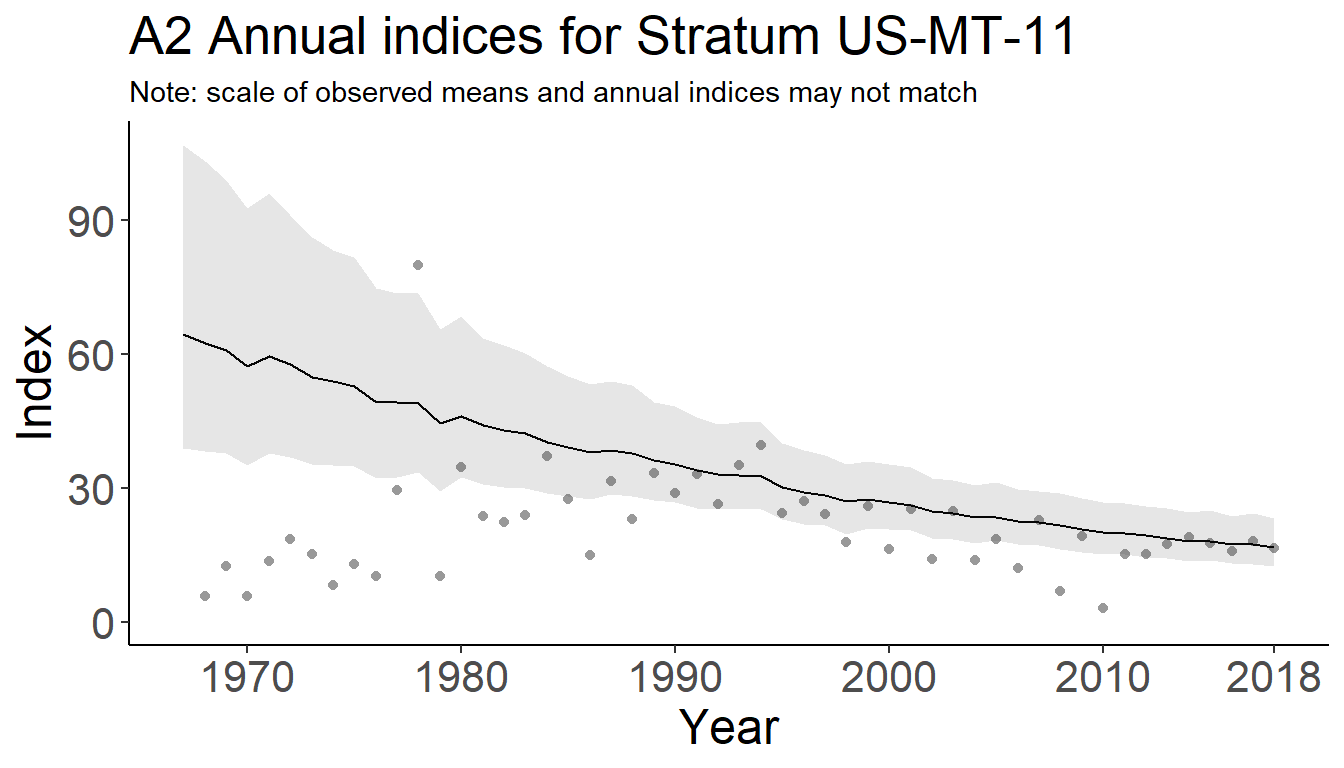 A2 Annual indices for Stratum US-MT-11
Note: scale of observed means and annual indices may not match
Index
90
60
30
0
1970 1980 1990 2000 2010 2018
Year